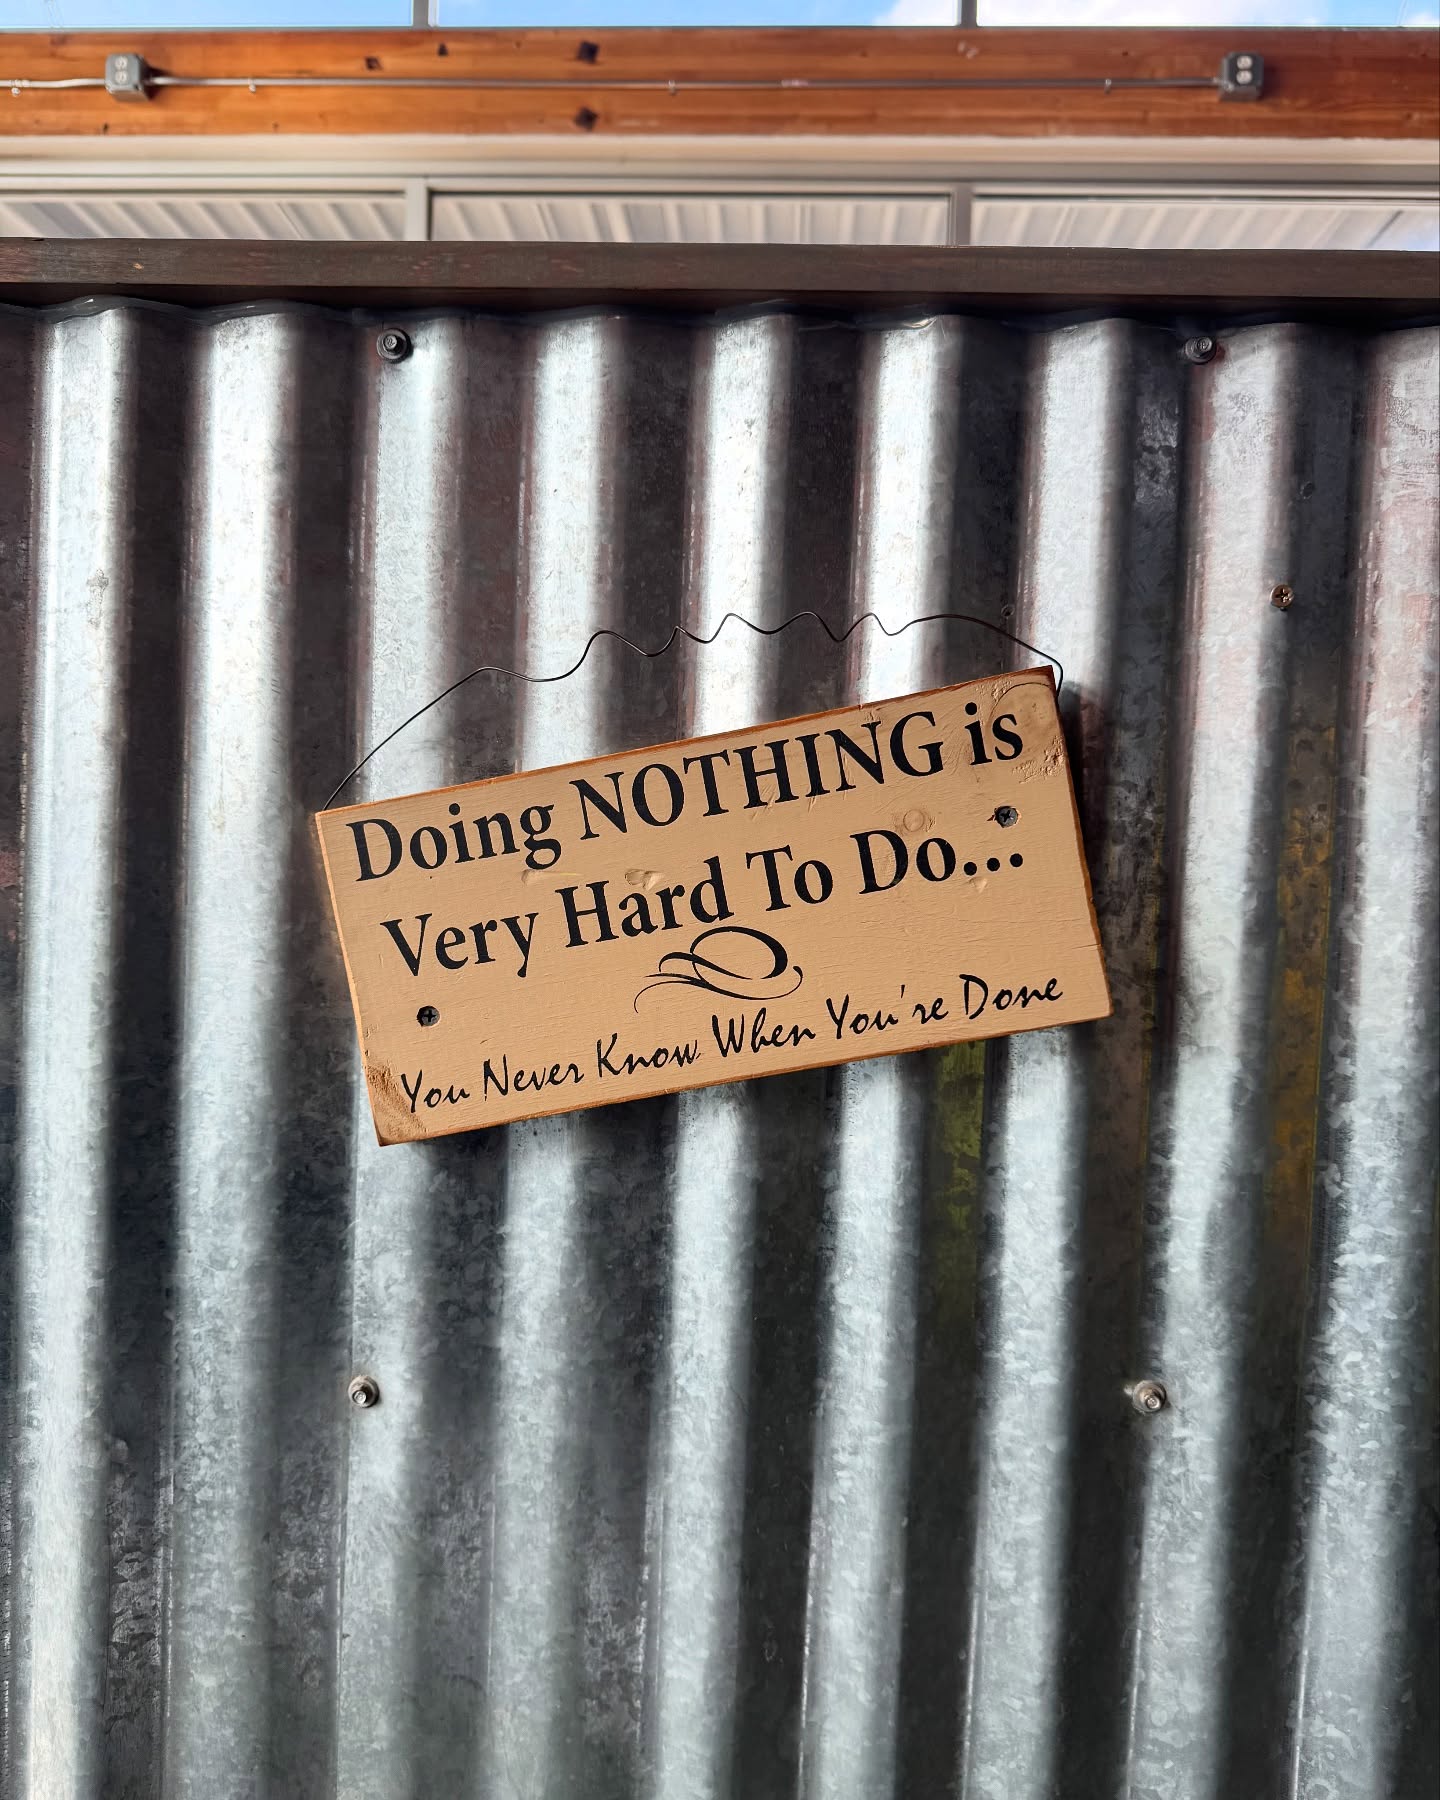 Doing NOTHING is
Very Hard To Do...
You Never Know When You're Done